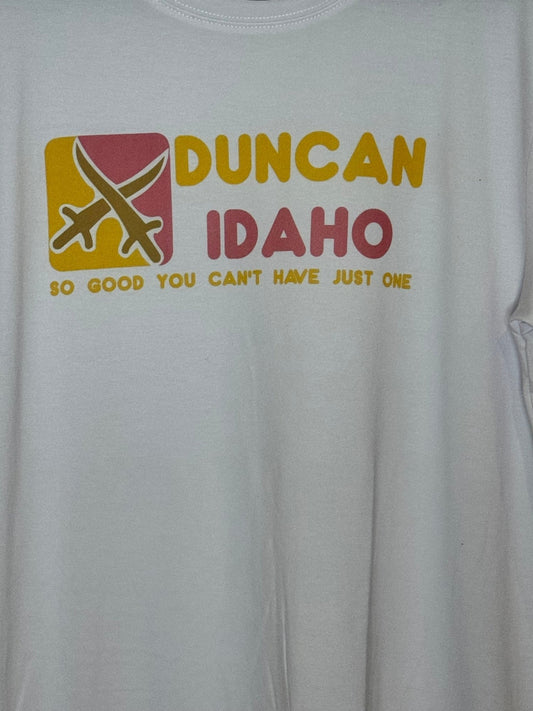 DUNCAN
IDAHO
SO GOOD YOU CAN'T HAVE JUST ONE